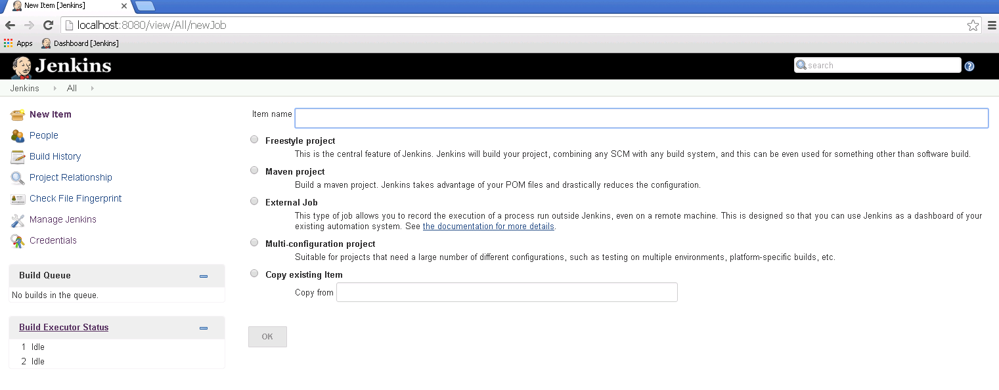 New Item [Jenkins]
localhost:8080/view/All/newJob
Apps Dashboard [Jenkins]
Jenkins
search
Jenkins All
New Item
People
Build History
Project Relationship
Check File Fingerprint
Manage Jenkins
Credentials
Build Queue
No builds in the queue.
Build Executor Status
1 Idle
2 Idle
Item name
Freestyle project
This is the central feature of Jenkins. Jenkins will build your project, combining any SCM with any build system, and this can be even used for something other than software build.
Maven project
Build a maven project. Jenkins takes advantage of your POM files and drastically reduces the configuration.
External Job
This type of job allows you to record the execution of a process run outside Jenkins, even on a remote machine. This is designed so that you can use Jenkins as a dashboard of your
existing automation system. See the documentation for more details.
Multi-configuration project
Suitable for projects that need a large number of different configurations, such as testing on multiple environments, platform-specific builds, etc.
Copy existing Item
Copy from
OK